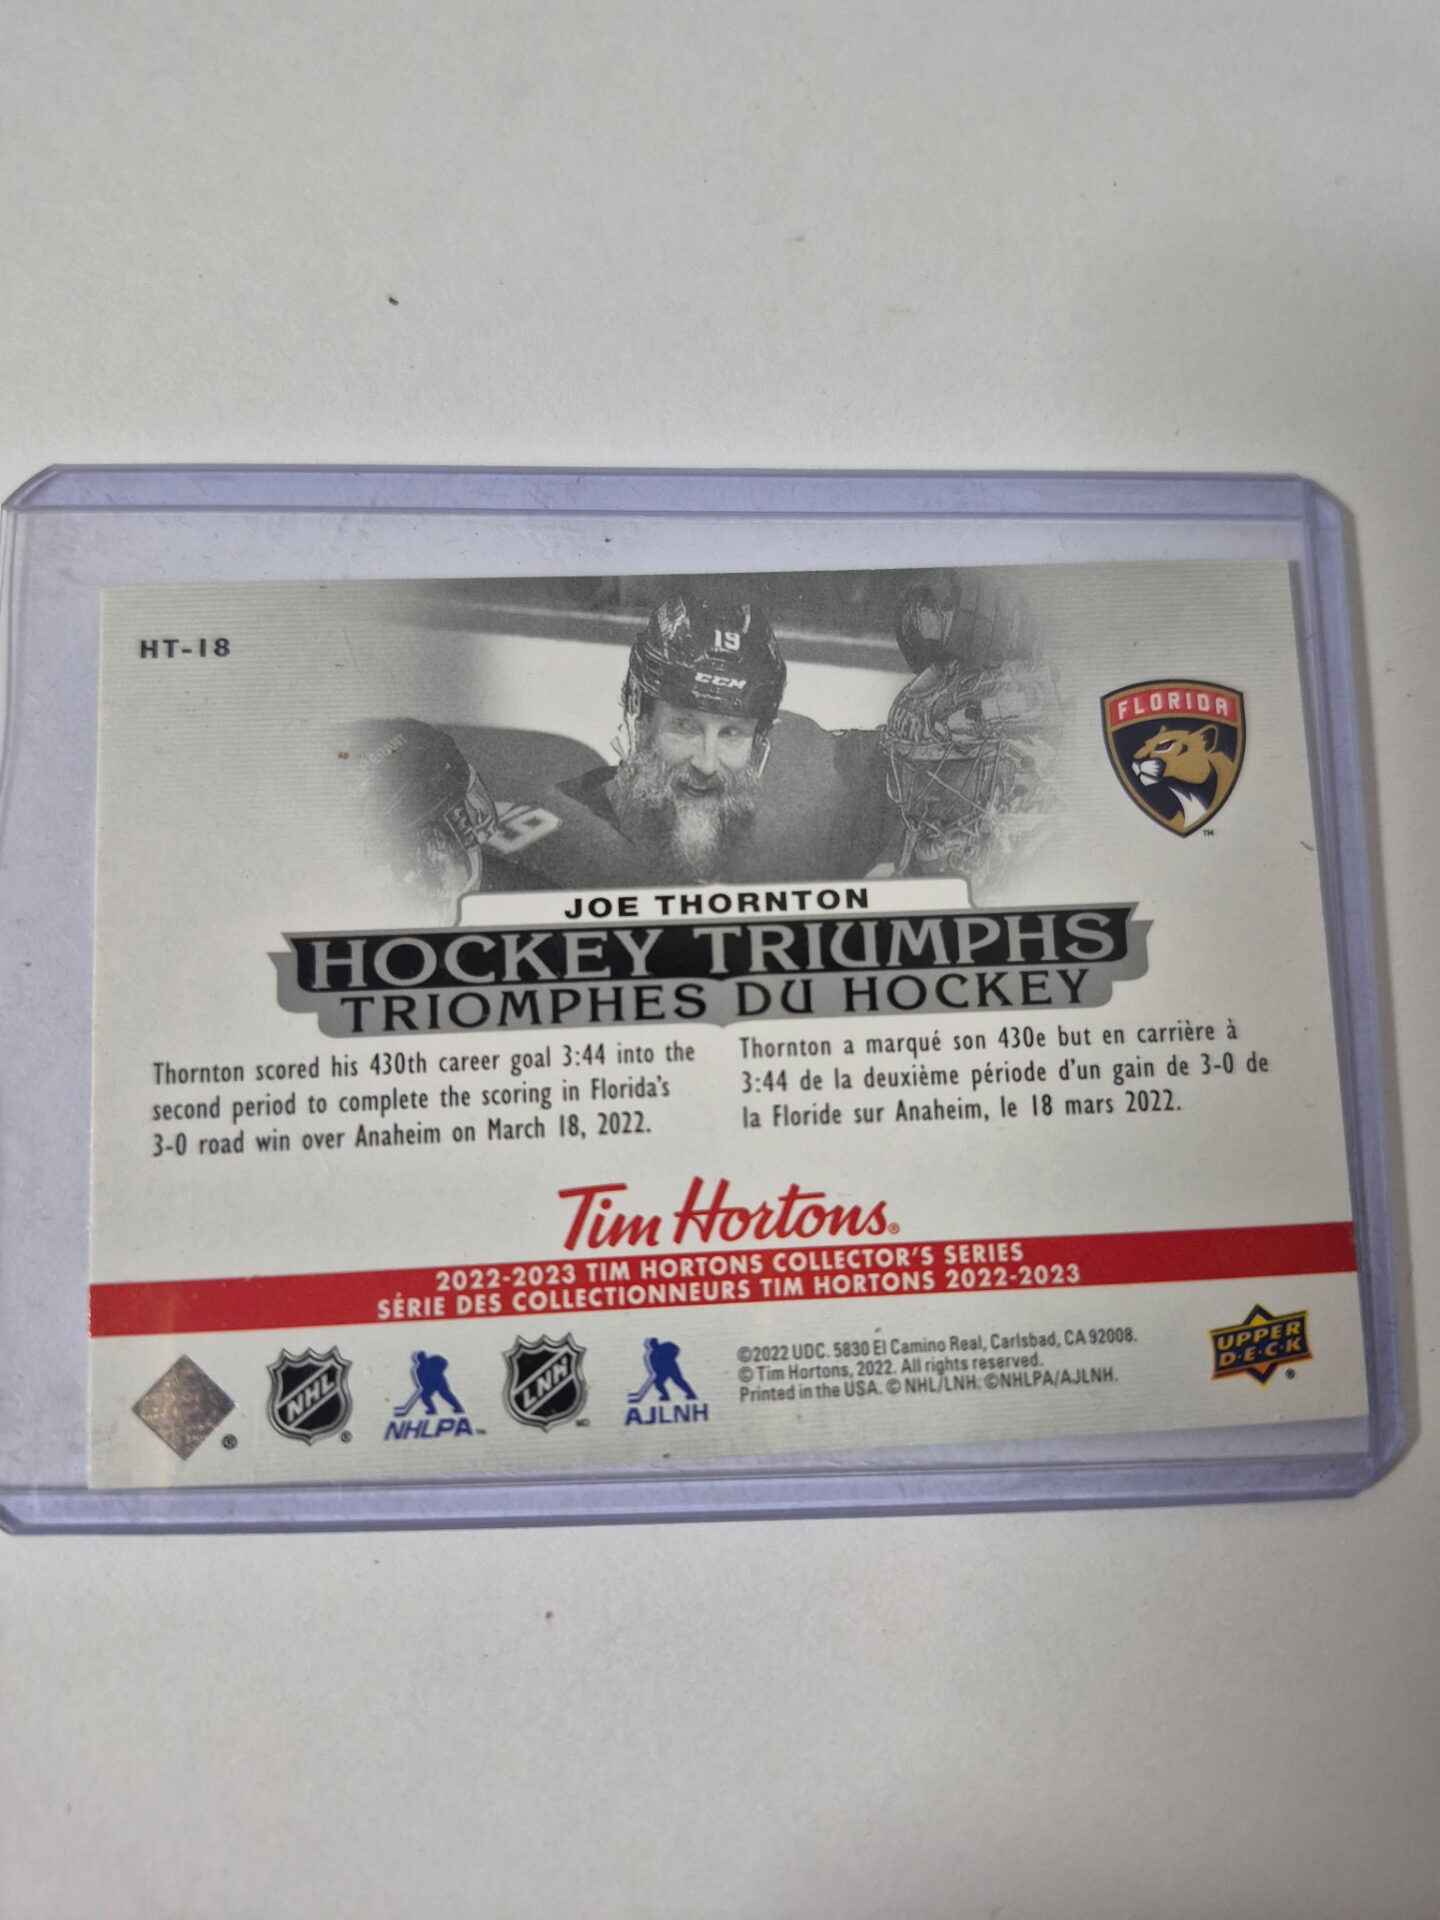 HT-18
19
CCM
19
FLORIDA
TM
JOE THORNTON
HOCKEY TRIUMPHS
TRIOMPHES DU HOCKEY
Thornton scored his 430th career goal 3:44 into the
second period to complete the scoring in Florida's
3-0 road win over Anaheim on March 18, 2022.
Thornton a marqué son 430e but en carrière à
3:44 de la deuxième période d'un gain de 3-0 de
la Floride sur Anaheim, le 18 mars 2022.
Tim Hortons®
2022-2023 TIM HORTONS COLLECTOR'S SERIES
SÉRIE DES COLLECTIONNEURS TIM HORTONS 2022-2023
®
NHL ®
NHLPA™
LNH MD
AJLNH
©2022 UDC. 5830 El Camino Real, Carlsbad, CA 92008.
© Tim Hortons, 2022. All rights reserved.
Printed in the USA. © NHL/LNH. ©NHLPA/AJLNH.
UPPER
D·E·C·K ®